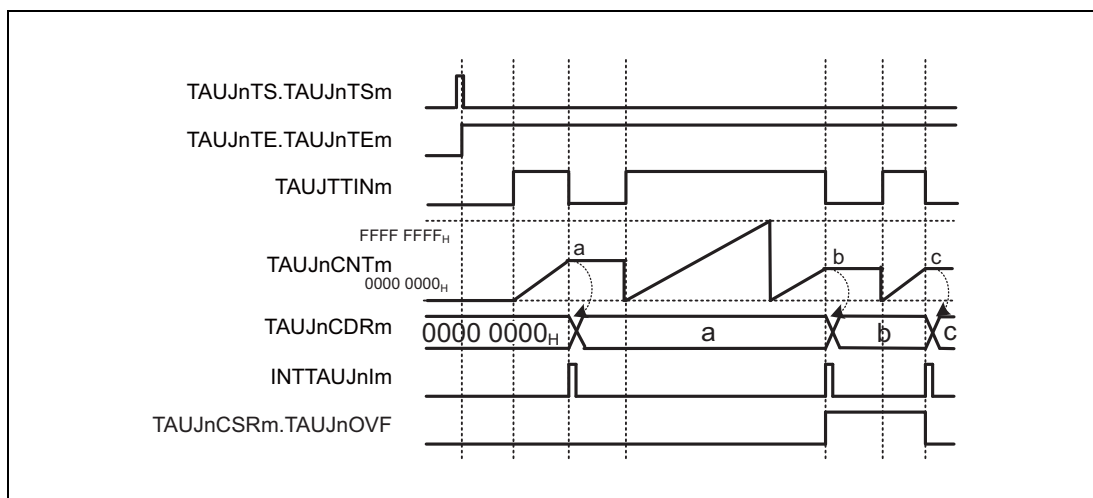 TAUJnTS.TAUJnTSm
TAUJnTE.TAUJnTEm
TAUJTTINm
FFFF FFFFH
a
b
c
TAUJnCNTm
0000 0000H
TAUJnCDRm
0000 0000H
a
b
c
INTTAUJnIm
TAUJnCSRm.TAUJnOVF